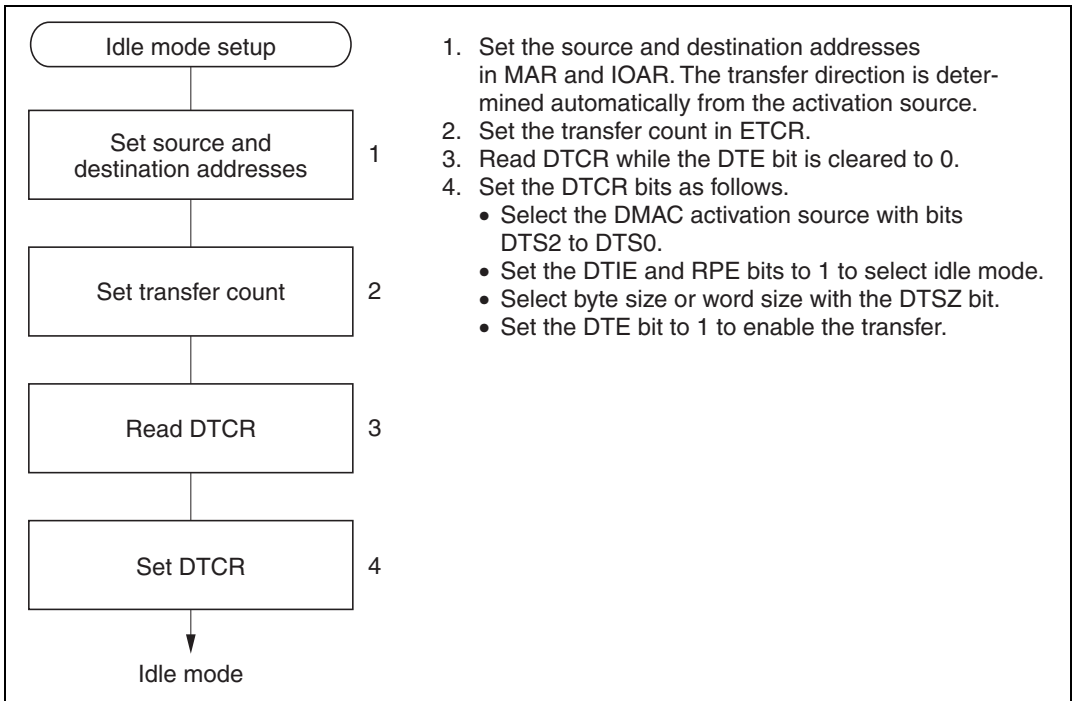 Idle mode setup
Set source and
destination addresses
1
Set transfer count
2
Read DTCR
3
Set DTCR
4
Idle mode
1. Set the source and destination addresses
in MAR and IOAR. The transfer direction is deter-
mined automatically from the activation source.
2. Set the transfer count in ETCR.
3. Read DTCR while the DTE bit is cleared to 0.
4. Set the DTCR bits as follows.
• Select the DMAC activation source with bits
DTS2 to DTS0.
• Set the DTIE and RPE bits to 1 to select idle mode.
• Select byte size or word size with the DTSZ bit.
• Set the DTE bit to 1 to enable the transfer.